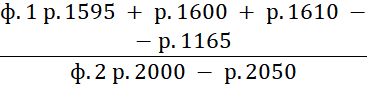 ф. 1 р. 1595 + р. 1600 + р. 1610 −
− р. 1165
ф. 2 р. 2000 − р. 2050